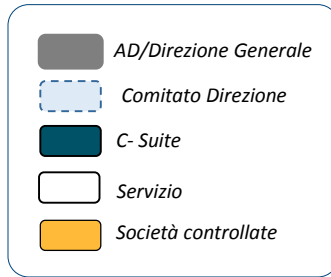 AD/Direzione Generale
Comitato Direzione
C- Suite
Servizio
Società controllate